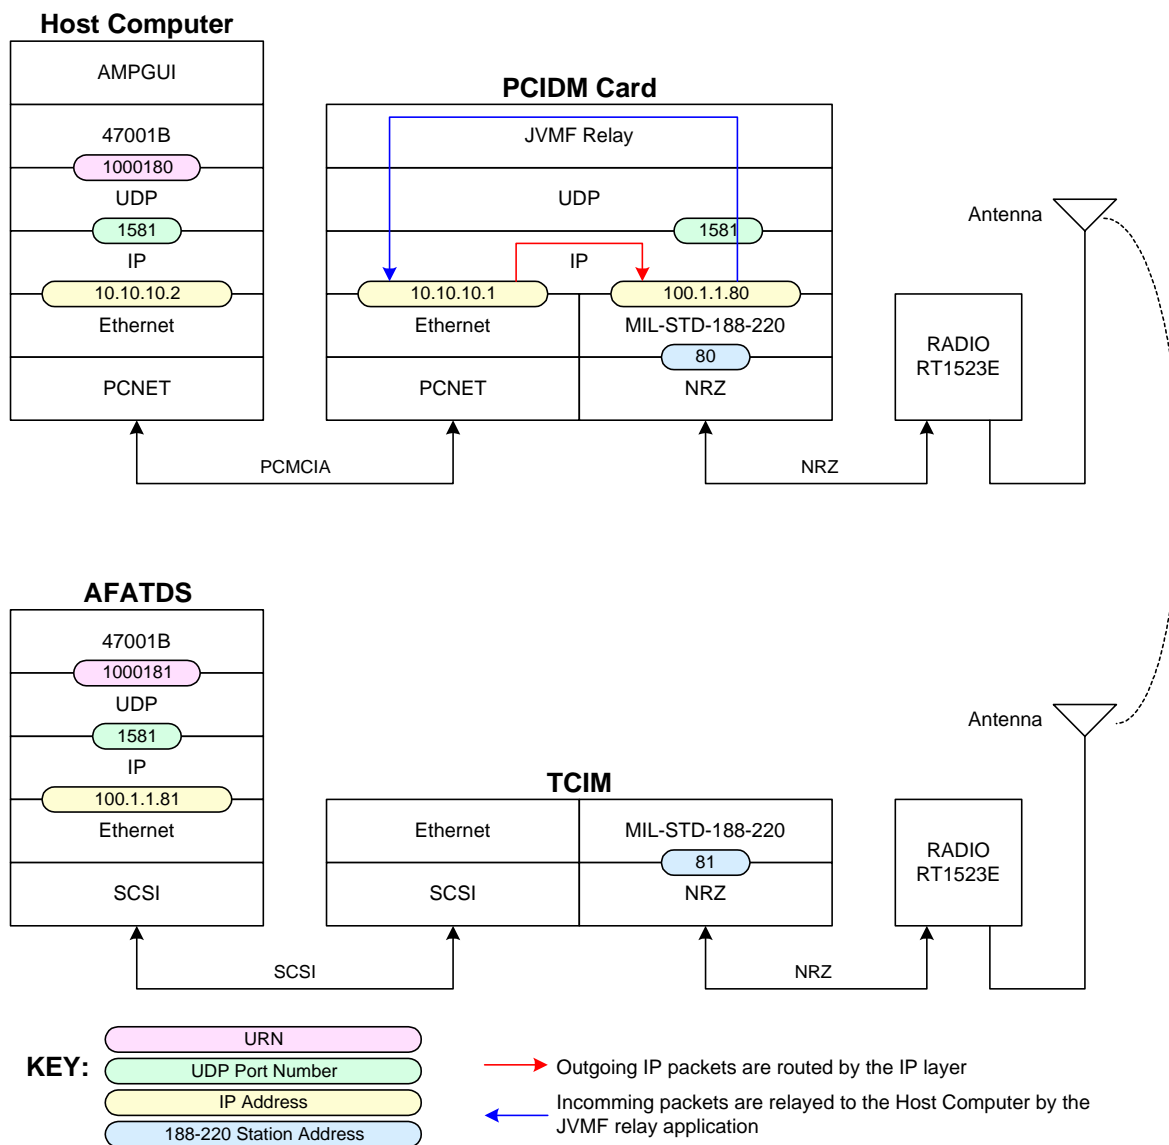 Host Computer
AMPGUI
47001B
1000180
UDP
1581
IP
10.10.10.2
Ethernet
PCNET
PCIDM Card
JVMF Relay
UDP
1581
IP
10.10.10.1
100.1.1.80
Ethernet
MIL-STD-188-220
80
PCNET
NRZ
Antenna
RADIO
RT1523E
PCMCIA
NRZ
AFATDS
47001B
1000181
UDP
1581
IP
100.1.1.81
Ethernet
SCSI
TCIM
Ethernet
MIL-STD-188-220
81
SCSI
NRZ
Antenna
RADIO
RT1523E
SCSI
NRZ
KEY:
URN
UDP Port Number
IP Address
188-220 Station Address
Outgoing IP packets are routed by the IP layer
Incomming packets are relayed to the Host Computer by the
JVMF relay application